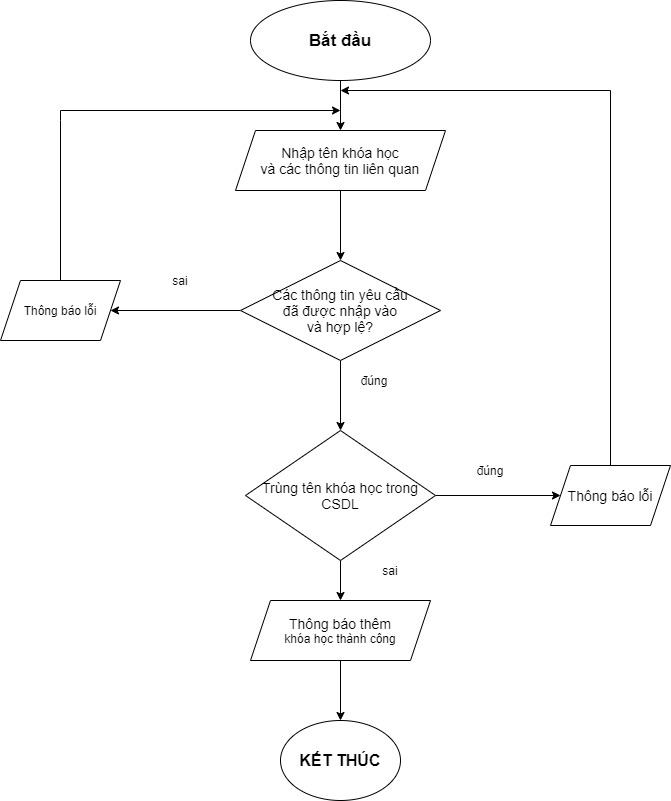 Bắt đầu
Nhập tên khóa học
và các thông tin liên quan
sai
Các thông tin yêu cầu
đã được nhập vào
và hợp lệ?
Thông báo lỗi
đúng
Trùng tên khóa học trong
CSDL
đúng
Thông báo lỗi
sai
Thông báo thêm
khóa học thành công
KẾT THÚC